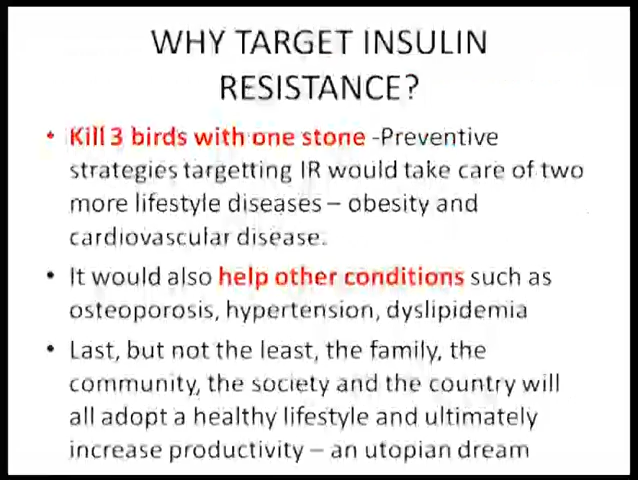 WHY TARGET INSULIN
RESISTANCE?
• Kill 3 birds with one stone -Preventive
strategies targetting IR would take care of two
more lifestyle diseases – obesity and
cardiovascular disease.
• It would also help other conditions such as
osteoporosis, hypertension, dyslipidemia
• Last, but not the least, the family, the
community, the society and the country will
all adopt a healthy lifestyle and ultimately
increase productivity – an utopian dream